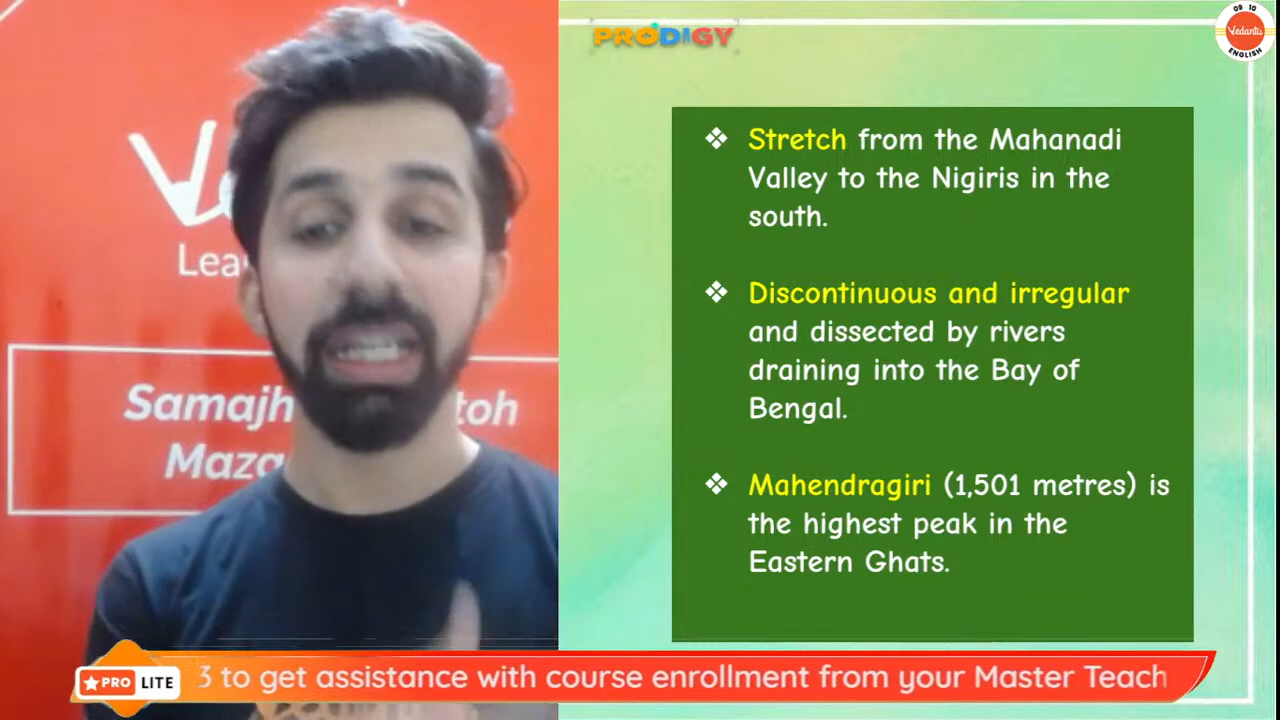 PRODIGY
09 10
Vedantu
ENGLISH
❖ Stretch from the Mahanadi
Valley to the Nigiris in the
south.
❖ Discontinuous and irregular
and dissected by rivers
draining into the Bay of
Bengal.
❖ Mahendragiri (1,501 metres) is
the highest peak in the
Eastern Ghats.
Samajh toh
Maza
PRO LITE
3 to get assistance with course enrollment from your Master Teach